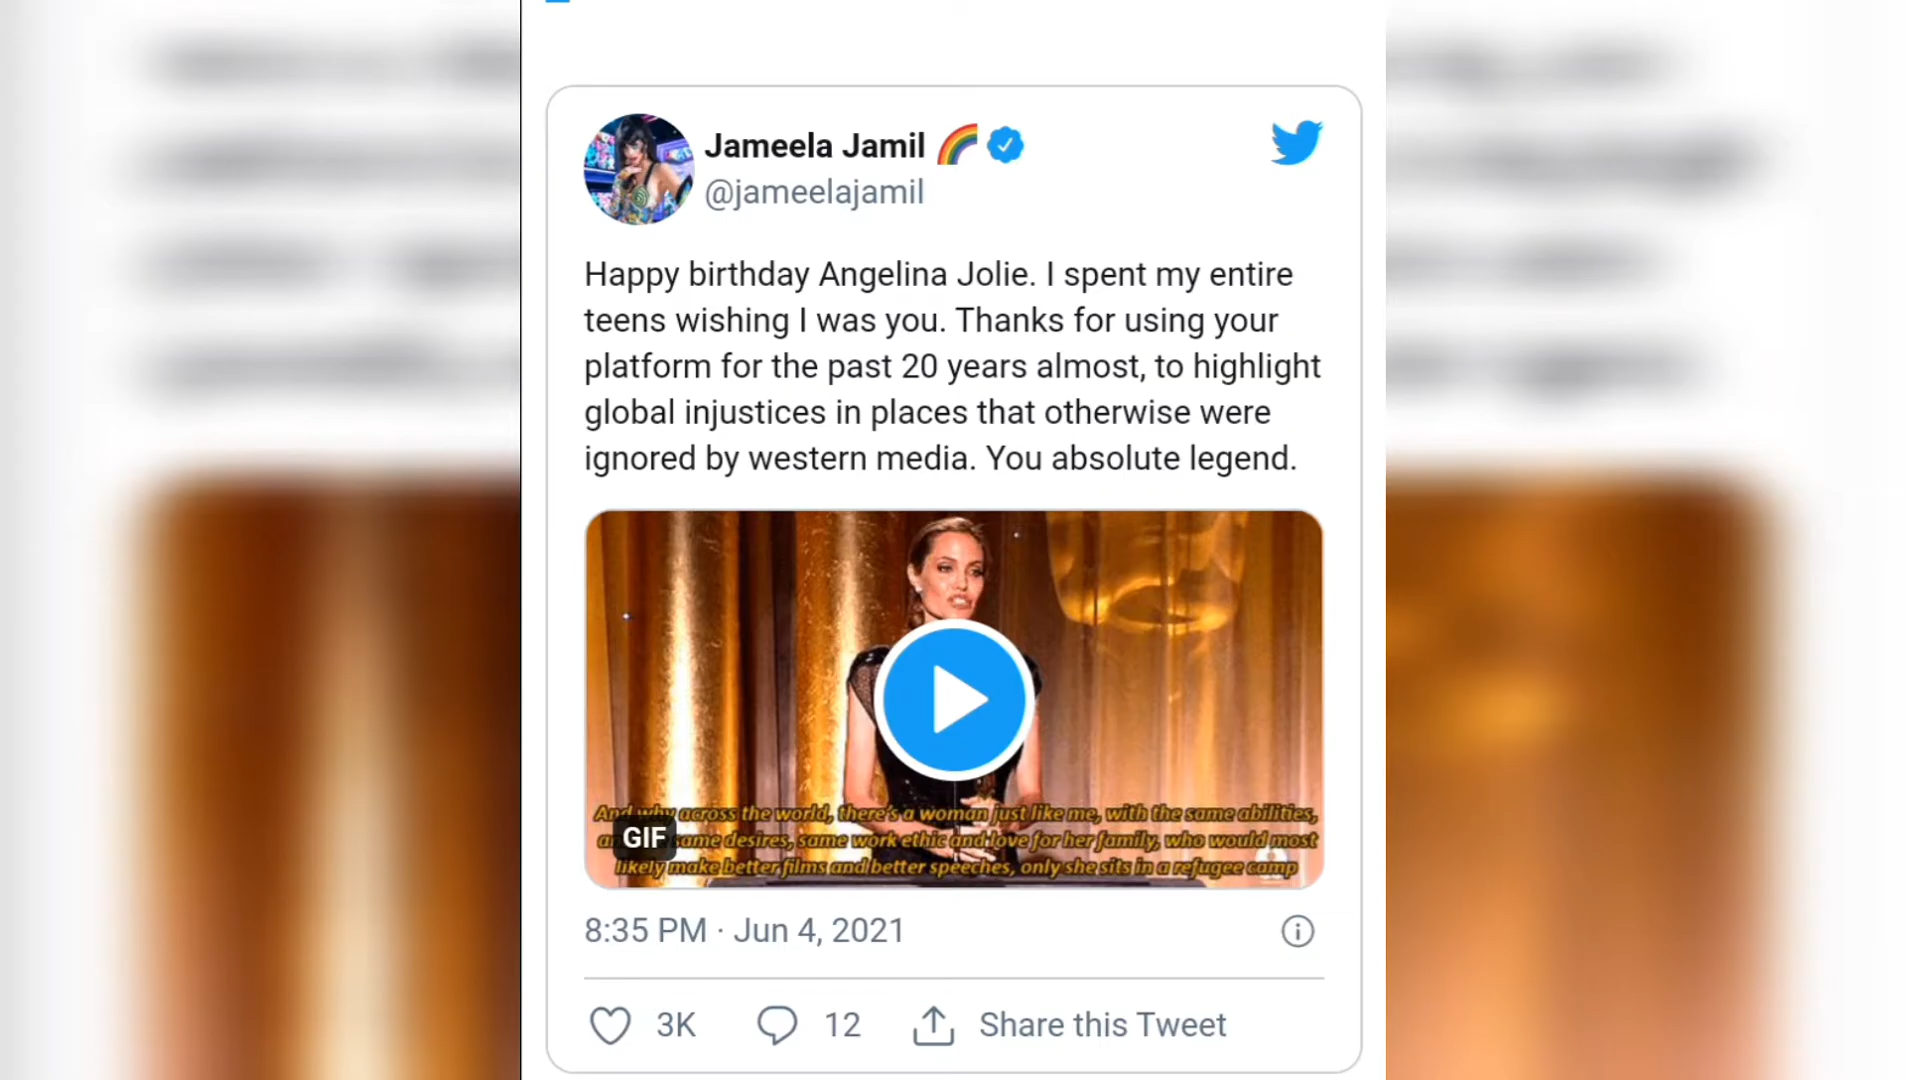 Jameela Jamil
@jameelajamil
Happy birthday Angelina Jolie. I spent my entire
teens wishing I was you. Thanks for using your
platform for the past 20 years almost, to highlight
global injustices in places that otherwise were
ignored by western media. You absolute legend.
And why across the world, there's a woman just like me, with the same abilities,
same desires, same work ethic and love for her family, who would most
likely make better films and better speeches, only she sits in a refugee camp
GIF
8:35 PM · Jun 4, 2021
3K 12 Share this Tweet